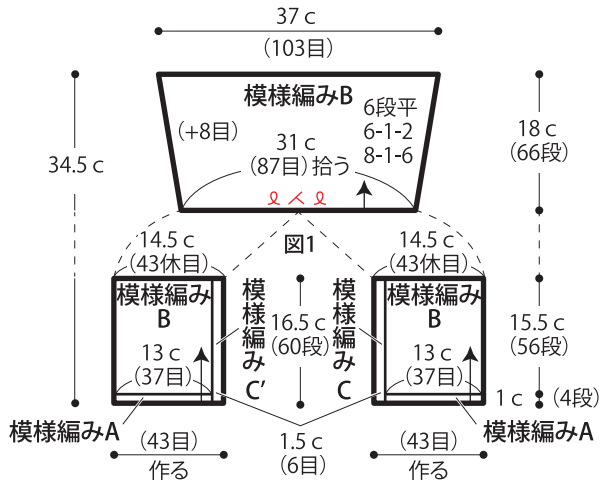 37 c
(103目)
模様編みB
(+8目)
6段平
6-1-2
8-1-6
31 c
(87目) 拾う
34.5 c
18 c
(66段)
図1
14.5 c
(43休目)
模様編み
B
13 c
(37目)
模様編みC’
16.5 c
(60段)
模様編みC
14.5 c
(43休目)
模様編み
B
13 c
(37目)
15.5 c
(56段)
1 c
(4段)
模様編みA
(43目)
作る
1.5 c
(6目)
(43目)
作る
模様編みA